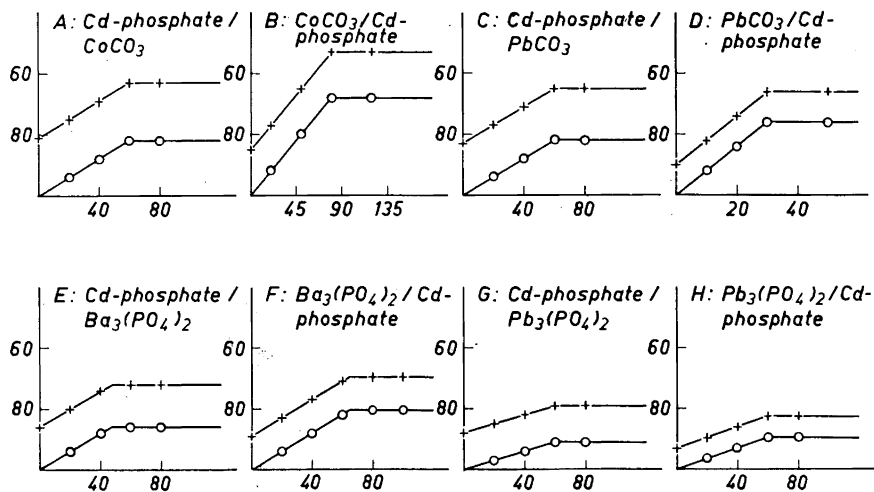 A: Cd-phosphate /
CoCO3
B: CoCO3/Cd-
phosphate
C: Cd-phosphate /
PbCO3
D: PbCO3/Cd-
phosphate
60
80
40
80
60
80
45
90
135
60
80
40
80
60
80
20
40
E: Cd-phosphate /
Ba3(PO4)2
F: Ba3(PO4)2/Cd-
phosphate
G: Cd-phosphate /
Pb3(PO4)2
H: Pb3(PO4)2/Cd-
phosphate
60
80
40
80
60
80
40
80
60
80
40
80
60
80
40
80